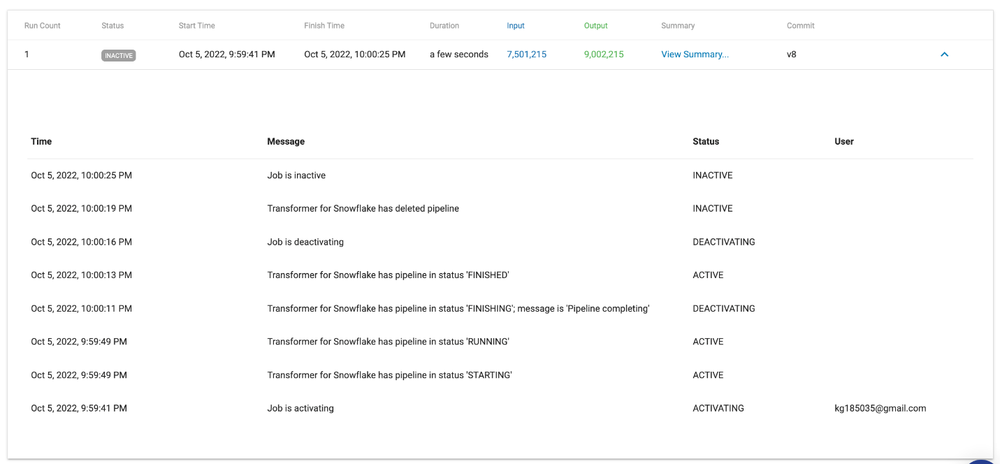 Run Count Status Start Time Finish Time Duration Input Output Summary Commit
1 INACTIVE Oct 5, 2022, 9:59:41 PM Oct 5, 2022, 10:00:25 PM a few seconds 7,501,215 9,002,215 View Summary... v8
Time Message Status User
Oct 5, 2022, 10:00:25 PM Job is inactive INACTIVE
Oct 5, 2022, 10:00:19 PM Transformer for Snowflake has deleted pipeline INACTIVE
Oct 5, 2022, 10:00:16 PM Job is deactivating DEACTIVATING
Oct 5, 2022, 10:00:13 PM Transformer for Snowflake has pipeline in status 'FINISHED' ACTIVE
Oct 5, 2022, 10:00:11 PM Transformer for Snowflake has pipeline in status 'FINISHING'; message is 'Pipeline completing' DEACTIVATING
Oct 5, 2022, 9:59:49 PM Transformer for Snowflake has pipeline in status 'RUNNING' ACTIVE
Oct 5, 2022, 9:59:49 PM Transformer for Snowflake has pipeline in status 'STARTING' ACTIVE
Oct 5, 2022, 9:59:41 PM Job is activating ACTIVATING kg185035@gmail.com